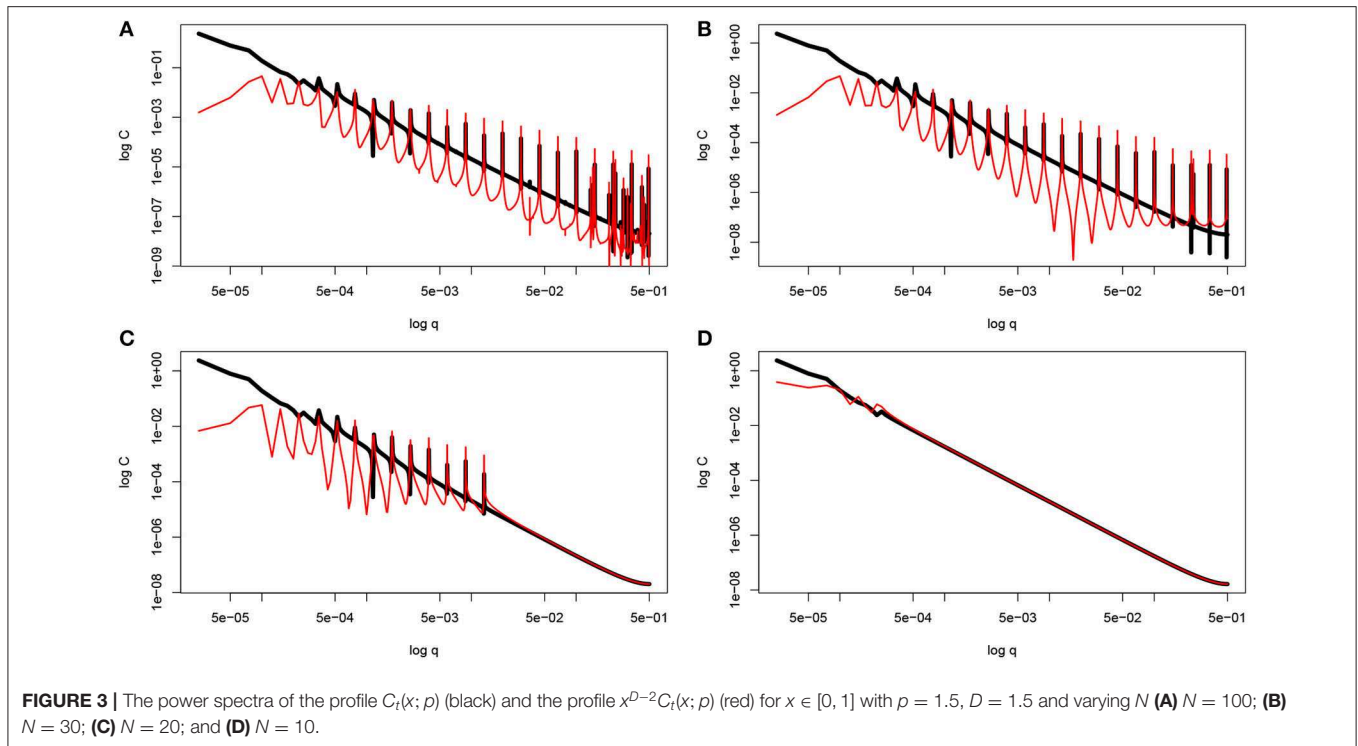 A
log C
1e-01
1e-03
1e-05
1e-07
1e-09
5e-05 5e-04 5e-03 5e-02 5e-01
log q
B
log C
1e+00
1e-02
1e-04
1e-06
1e-08
5e-05 5e-04 5e-03 5e-02 5e-01
log q
C
log C
1e+00
1e-02
1e-04
1e-06
1e-08
5e-05 5e-04 5e-03 5e-02 5e-01
log q
D
log C
1e+00
1e-02
1e-04
1e-06
1e-08
5e-05 5e-04 5e-03 5e-02 5e-01
log q
FIGURE 3 | The power spectra of the profile Cₜ(x; p) (black) and the profile xᴰ⁻²Cₜ(x; p) (red) for x ∈ [0, 1] with p = 1.5, D = 1.5 and varying N (A) N = 100; (B)
N = 30; (C) N = 20; and (D) N = 10.